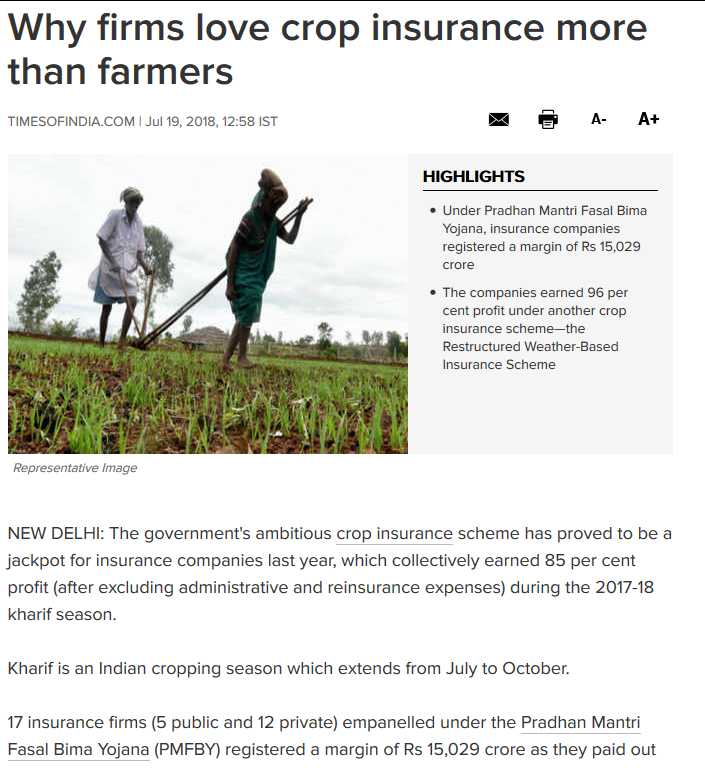 Why firms love crop insurance more
than farmers
TIMESOFINDIA.COM | Jul 19, 2018, 12:58 IST
A-
A+
HIGHLIGHTS
• Under Pradhan Mantri Fasal Bima
Yojana, insurance companies
registered a margin of Rs 15,029
crore
• The companies earned 96 per
cent profit under another crop
insurance scheme—the
Restructured Weather-Based
Insurance Scheme
Representative Image
NEW DELHI: The government's ambitious crop insurance scheme has proved to be a
jackpot for insurance companies last year, which collectively earned 85 per cent
profit (after excluding administrative and reinsurance expenses) during the 2017-18
kharif season.
Kharif is an Indian cropping season which extends from July to October.
17 insurance firms (5 public and 12 private) empanelled under the Pradhan Mantri
Fasal Bima Yojana (PMFBY) registered a margin of Rs 15,029 crore as they paid out